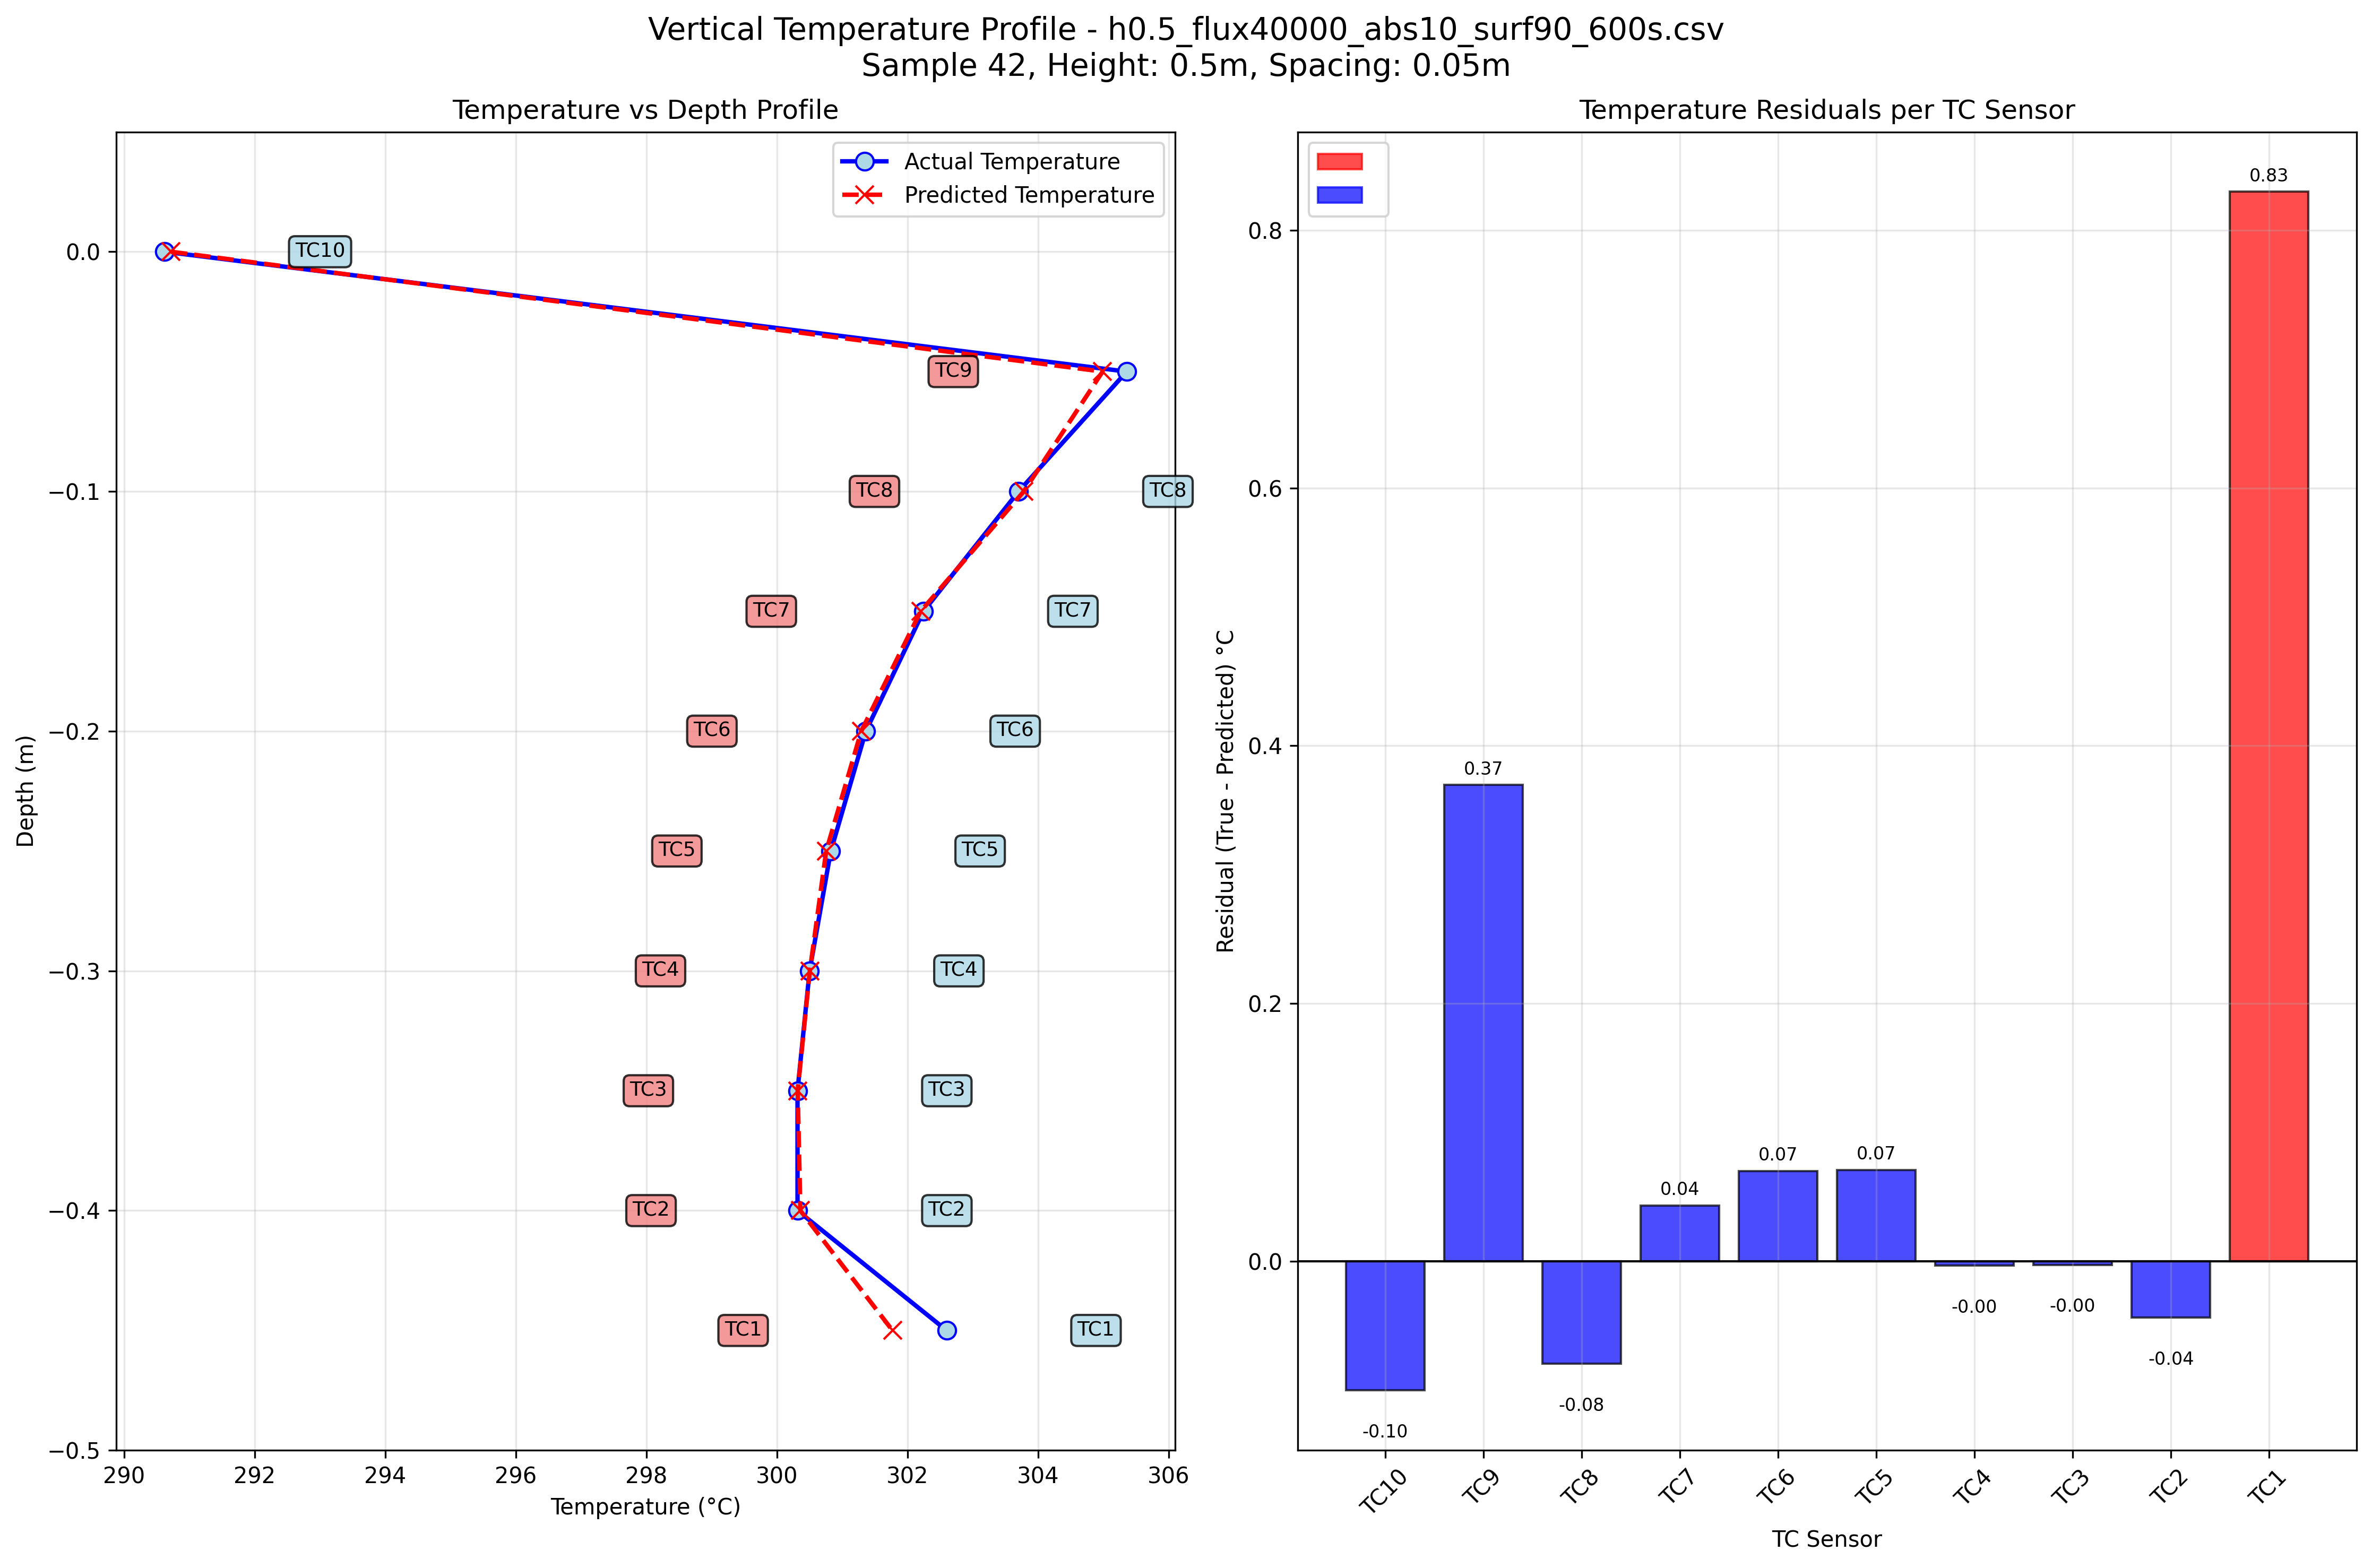 Vertical Temperature Profile - h0.5_flux40000_abs10_surf90_600s.csv
Sample 42, Height: 0.5m, Spacing: 0.05m
Temperature vs Depth Profile
Actual Temperature
Predicted Temperature
0.0
−0.1
−0.2
−0.3
−0.4
−0.5
Depth (m)
TC10
TC9
TC8 TC8
TC7 TC7
TC6 TC6
TC5 TC5
TC4 TC4
TC3 TC3
TC2 TC2
TC1 TC1
290 292 294 296 298 300 302 304 306
Temperature (°C)
Temperature Residuals per TC Sensor
0.8
0.6
0.4
0.2
0.0
Residual (True - Predicted) °C
-0.10
0.37
-0.08
0.04
0.07
0.07
-0.00
-0.00
-0.04
0.83
TC10 TC9 TC8 TC7 TC6 TC5 TC4 TC3 TC2 TC1
TC Sensor